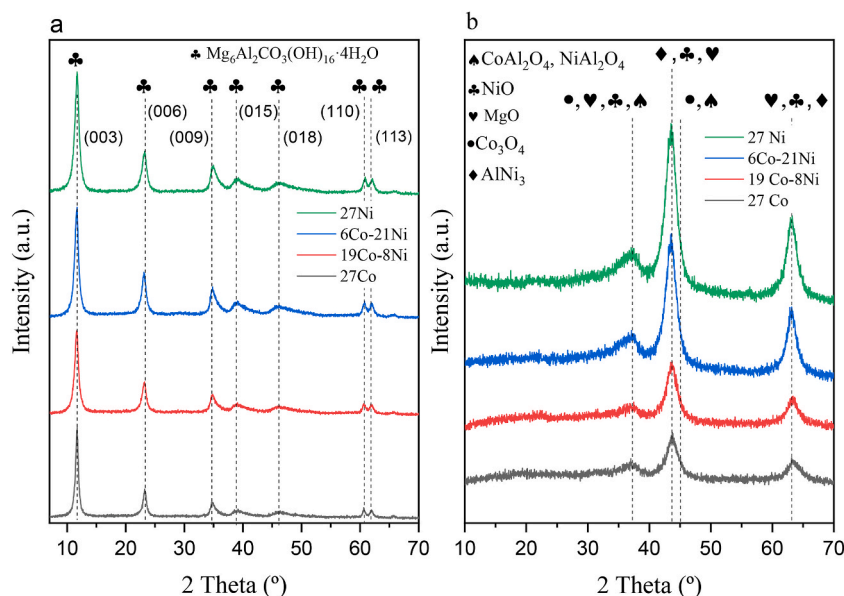 a
♣ Mg₆Al₂CO₃(OH)₁₆·4H₂O
(003)
(006)
(009)
(015)
(018)
(110)
(113)
27Ni
6Co-21Ni
19Co-8Ni
27Co
Intensity (a.u.)
10 20 30 40 50 60 70
2 Theta (º)
b
♠ CoAl₂O₄, NiAl₂O₄
♣ NiO
♥ MgO
● Co₃O₄
♦ AlNi₃
♦, ♣, ♥
●, ♥, ♣, ♠
●, ♠
♥, ♣, ♦
27 Ni
6Co-21Ni
19 Co-8Ni
27 Co
Intensity (a.u.)
10 20 30 40 50 60 70
2 Theta (º)